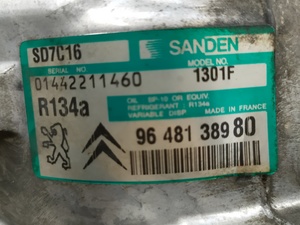 SD7C16 SANDEN
SERIAL NO. MODEL NO.
01442211460 1301F
R134a
OIL SP-10 OR EQUIV.
REFRIGERANT R134a
VARIABLE DISP MADE IN FRANCE
96 481 389 80